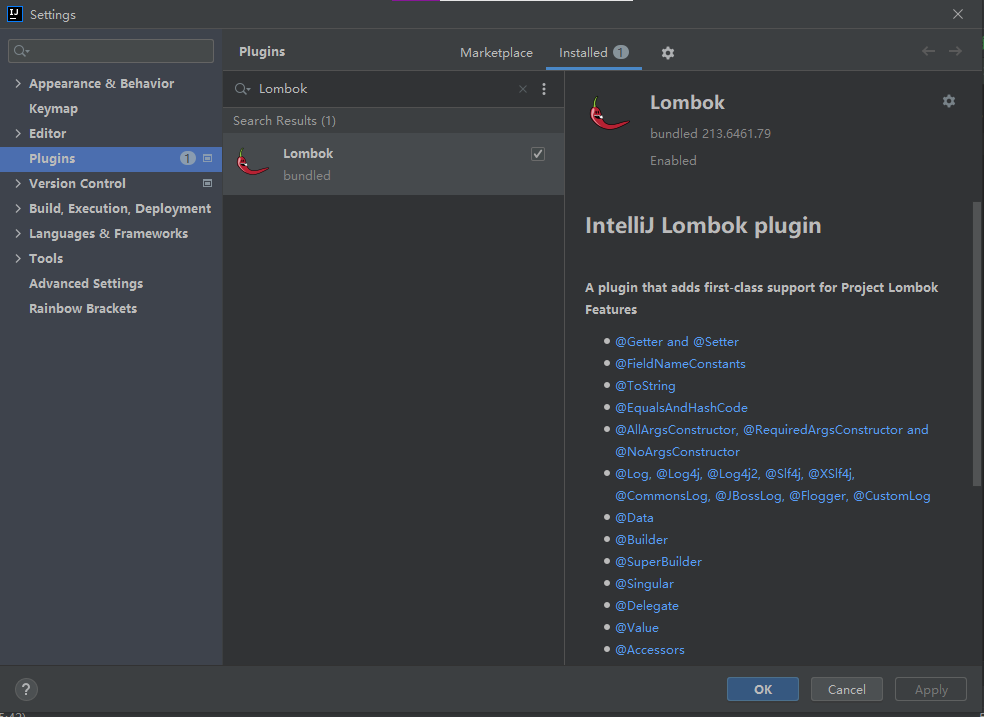 IJ
Settings
Appearance & Behavior
Keymap
Editor
Plugins 1
Version Control
Build, Execution, Deployment
Languages & Frameworks
Tools
Advanced Settings
Rainbow Brackets
Plugins
Marketplace
Installed 1
Lombok
Search Results (1)
Lombok
bundled
Lombok
bundled 213.6461.79
Enabled
IntelliJ Lombok plugin
A plugin that adds first-class support for Project Lombok
Features
@Getter and @Setter
@FieldNameConstants
@ToString
@EqualsAndHashCode
@AllArgsConstructor, @RequiredArgsConstructor and
@NoArgsConstructor
@Log, @Log4j, @Log4j2, @Slf4j, @XSlf4j,
@CommonsLog, @JBossLog, @Flogger, @CustomLog
@Data
@Builder
@SuperBuilder
@Singular
@Delegate
@Value
@Accessors
?
OK
Cancel
Apply